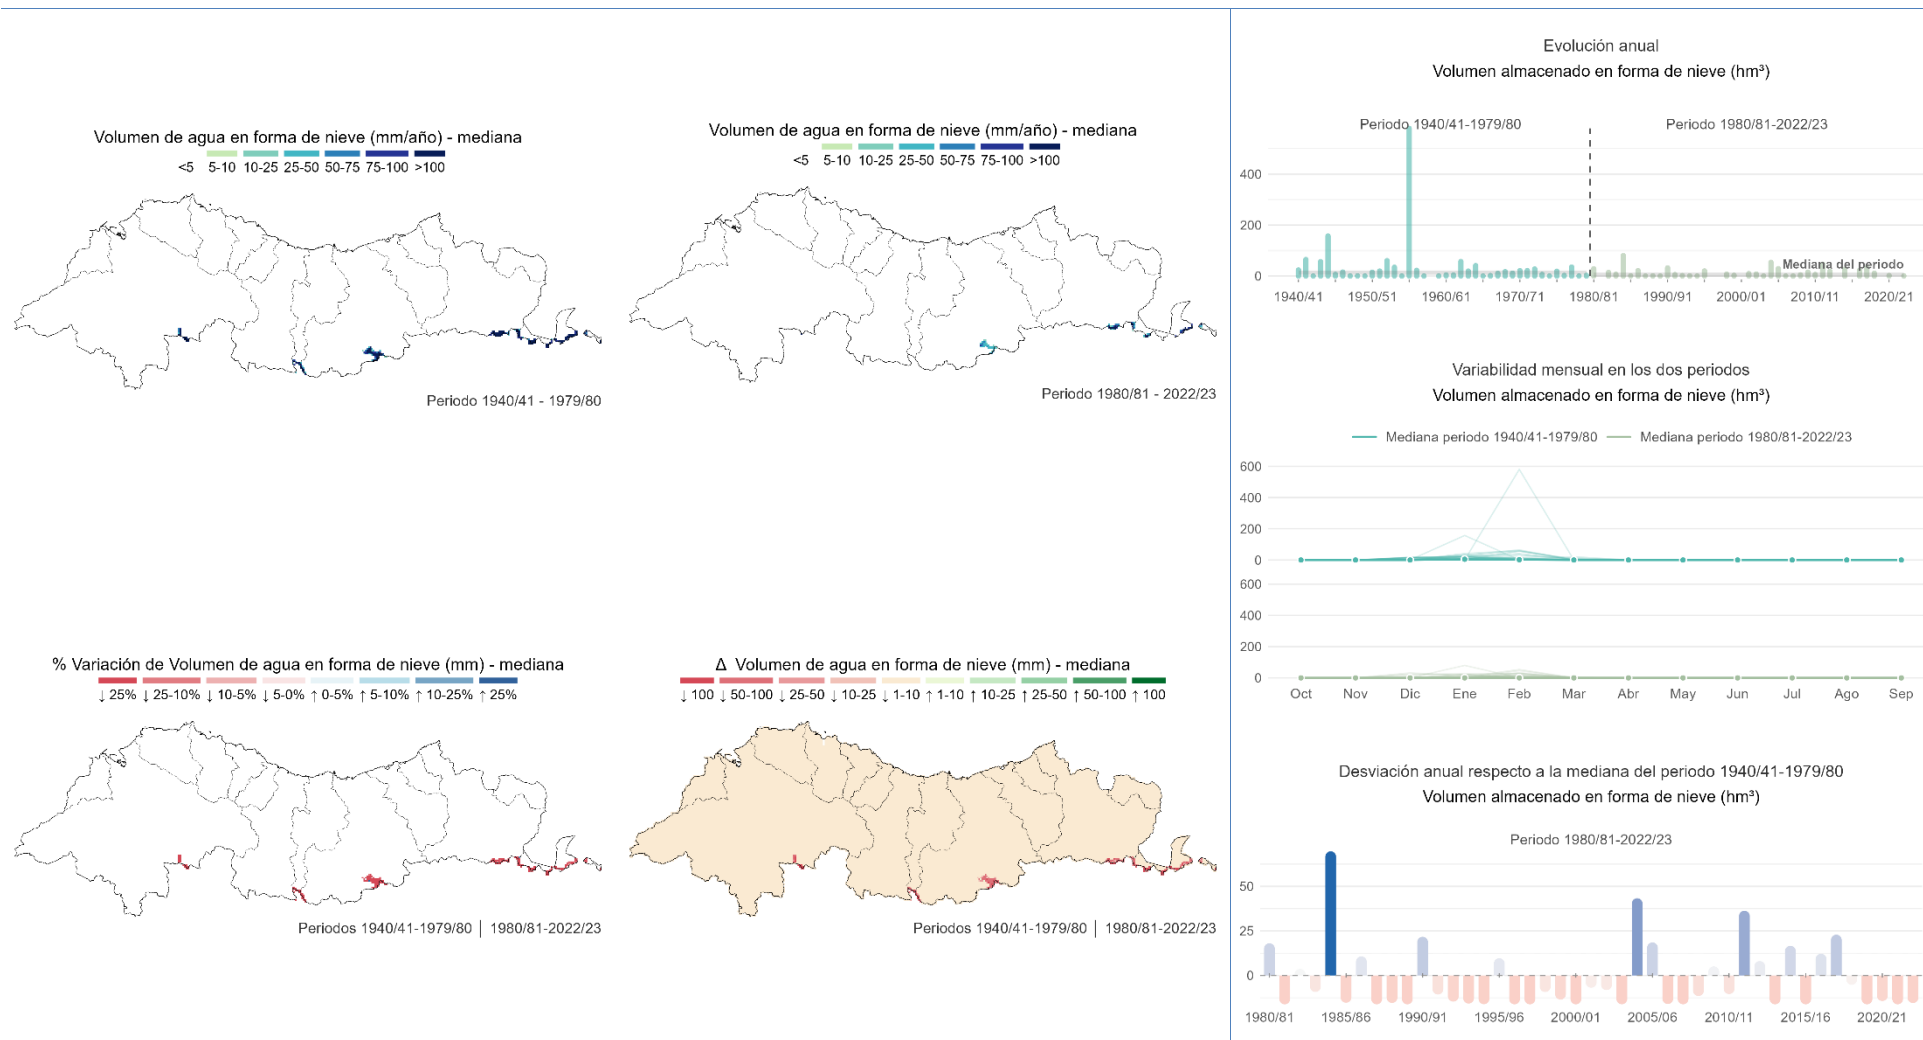 Volumen de agua en forma de nieve (mm/año) - mediana
<5 5-10 10-25 25-50 50-75 75-100 >100
Periodo 1940/41 - 1979/80
Volumen de agua en forma de nieve (mm/año) - mediana
<5 5-10 10-25 25-50 50-75 75-100 >100
Periodo 1980/81 - 2022/23
% Variación de Volumen de agua en forma de nieve (mm) - mediana
↓ 25% ↓ 25-10% ↓ 10-5% ↓ 5-0% ↑ 0-5% ↑ 5-10% ↑ 10-25% ↑ 25%
Periodos 1940/41-1979/80 | 1980/81-2022/23
Δ Volumen de agua en forma de nieve (mm) - mediana
↓ 100 ↓ 50-100 ↓ 25-50 ↓ 10-25 ↓ 1-10 ↑ 1-10 ↑ 10-25 ↑ 25-50 ↑ 50-100 ↑ 100
Periodos 1940/41-1979/80 | 1980/81-2022/23
Evolución anual
Volumen almacenado en forma de nieve (hm³)
Periodo 1940/41-1979/80 Periodo 1980/81-2022/23
400
200
Mediana del periodo
0
1940/41 1950/51 1960/61 1970/71 1980/81 1990/91 2000/01 2010/11 2020/21
Variabilidad mensual en los dos periodos
Volumen almacenado en forma de nieve (hm³)
Mediana periodo 1940/41-1979/80 Mediana periodo 1980/81-2022/23
600
400
200
0
600
400
200
0
Oct Nov Dic Ene Feb Mar Abr May Jun Jul Ago Sep
Desviación anual respecto a la mediana del periodo 1940/41-1979/80
Volumen almacenado en forma de nieve (hm³)
Periodo 1980/81-2022/23
50
25
0
1980/81 1985/86 1990/91 1995/96 2000/01 2005/06 2010/11 2015/16 2020/21